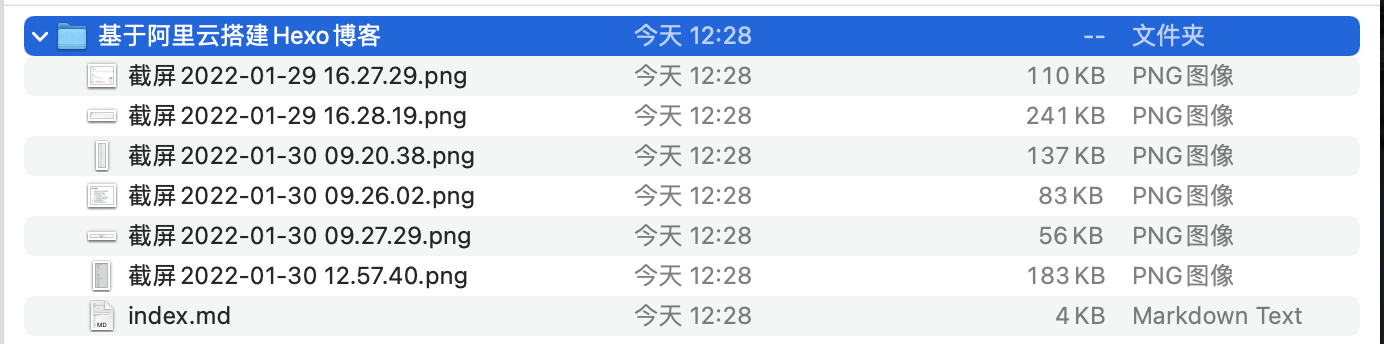 基于阿里云搭建Hexo博客 今天 12:28 -- 文件夹
截屏2022-01-29 16.27.29.png 今天 12:28 110 KB PNG图像
截屏2022-01-29 16.28.19.png 今天 12:28 241 KB PNG图像
截屏2022-01-30 09.20.38.png 今天 12:28 137 KB PNG图像
截屏2022-01-30 09.26.02.png 今天 12:28 83 KB PNG图像
截屏2022-01-30 09.27.29.png 今天 12:28 56 KB PNG图像
截屏2022-01-30 12.57.40.png 今天 12:28 183 KB PNG图像
index.md 今天 12:28 4 KB Markdown Text